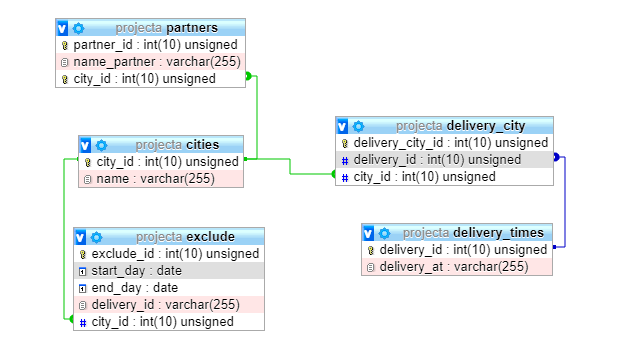 projecta partners
partner_id : int(10) unsigned
name_partner : varchar(255)
city_id : int(10) unsigned
projecta cities
city_id : int(10) unsigned
name : varchar(255)
projecta exclude
exclude_id : int(10) unsigned
start_day : date
end_day : date
delivery_id : varchar(255)
city_id : int(10) unsigned
projecta delivery_city
delivery_city_id : int(10) unsigned
delivery_id : int(10) unsigned
city_id : int(10) unsigned
projecta delivery_times
delivery_id : int(10) unsigned
delivery_at : varchar(255)